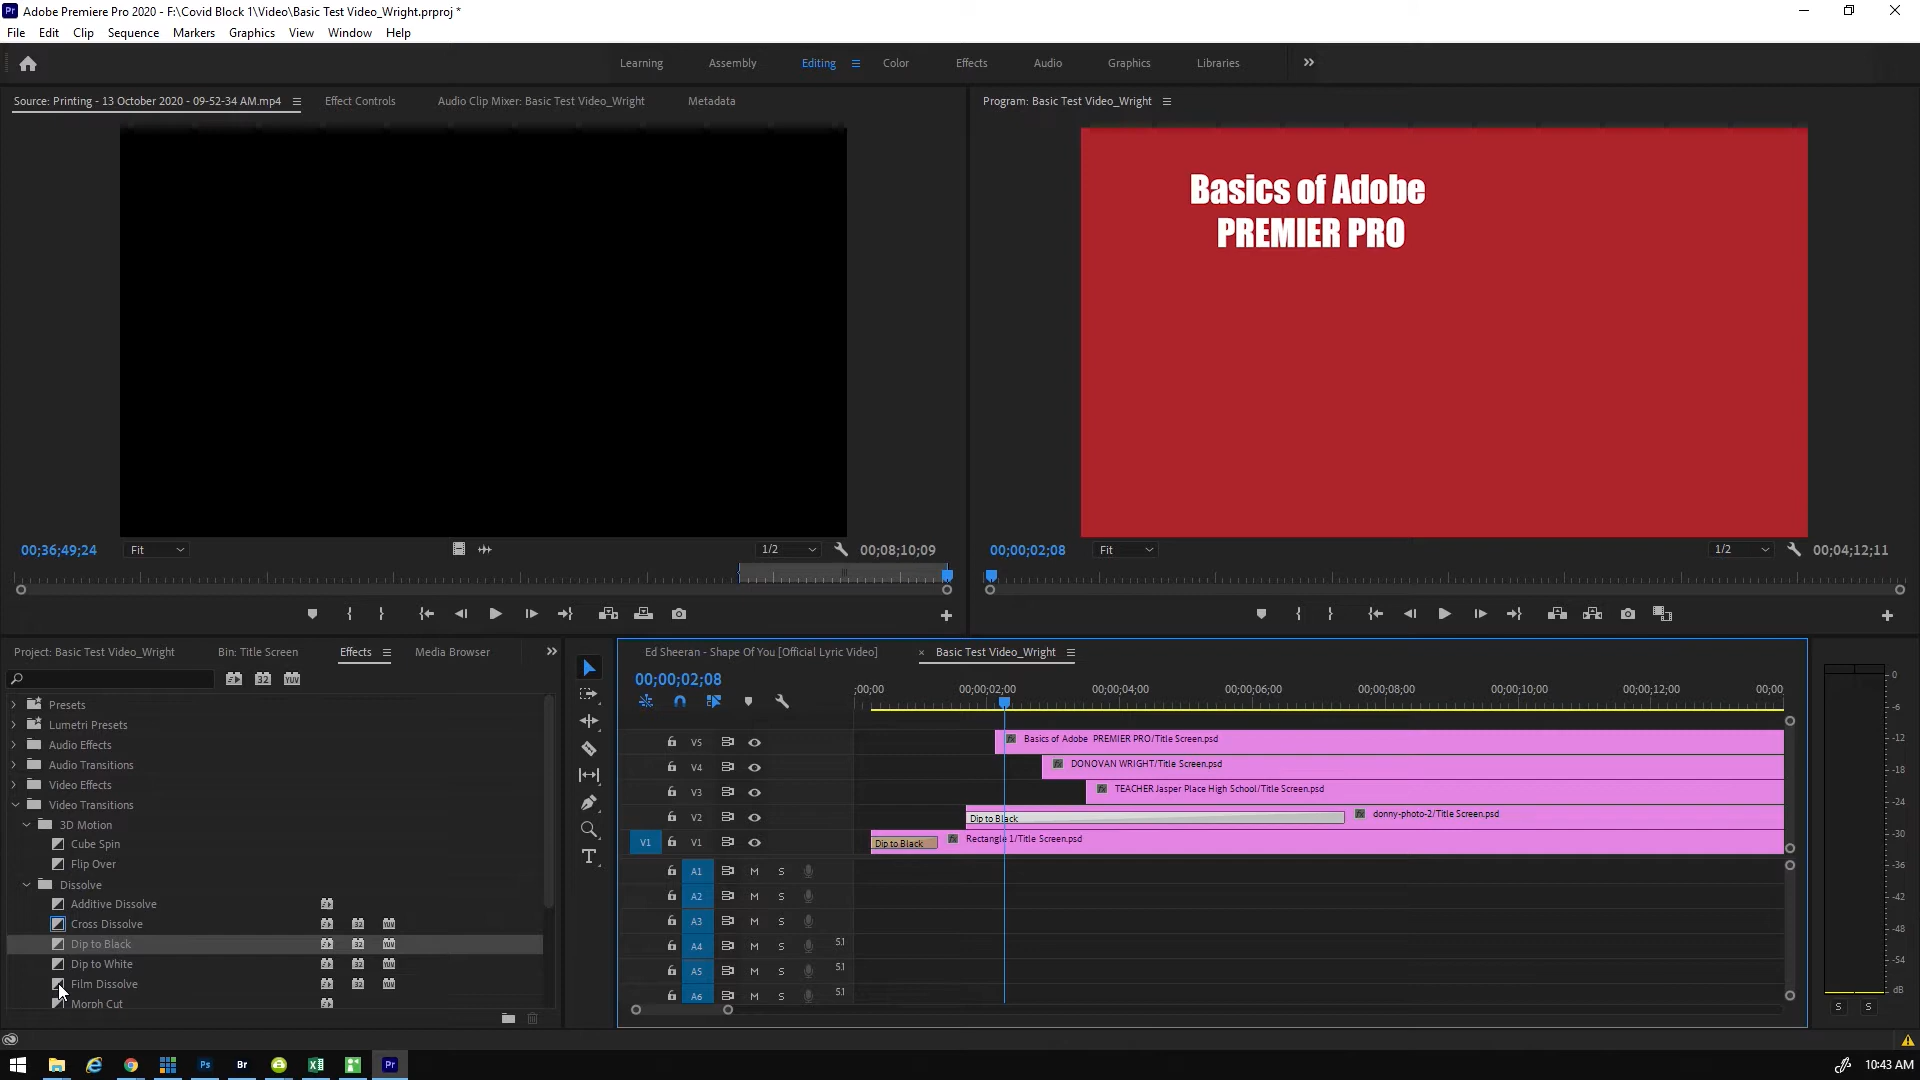 Adobe Premiere Pro 2020 - F:\Covid Block 1\Video\Basic Test Video_Wright.prproj *
File Edit Clip Sequence Markers Graphics View Window Help
Learning Assembly Editing Color Effects Audio Graphics Libraries
Source: Printing - 13 October 2020 - 09-52-34 AM.mp4 Effect Controls Audio Clip Mixer: Basic Test Video_Wright Metadata
Program: Basic Test Video_Wright
Basics of Adobe
PREMIER PRO
00;36;49;24 Fit 1/2 00;08;10;09
00;00;02;08 Fit 1/2 00;04;12;11
Project: Basic Test Video_Wright Bin: Title Screen Effects Media Browser
Presets
Lumetri Presets
Audio Effects
Audio Transitions
Video Effects
Video Transitions
3D Motion
Cube Spin
Flip Over
Dissolve
Additive Dissolve
Cross Dissolve
Dip to Black
Dip to White
Film Dissolve
Morph Cut
Ed Sheeran - Shape Of You [Official Lyric Video] × Basic Test Video_Wright
00;00;02;08
;00;00 00;00;02;00 00;00;04;00 00;00;06;00 00;00;08;00 00;00;10;00 00;00;12;00 00;00
V5 Basics of Adobe PREMIER PRO/Title Screen.psd
V4 DONOVAN WRIGHT/Title Screen.psd
V3 TEACHER Jasper Place High School/Title Screen.psd
V2 Dip to Black donny-photo-2/Title Screen.psd
V1 V1 Dip to Black Rectangle 1/Title Screen.psd
A1 M S
A2 M S
A3 M S
A4 M S 5.1
A5 M S 5.1
A6 M S 5.1
0
-6
-12
-18
-24
-30
-36
-42
-48
-54
dB
S S
10:43 AM